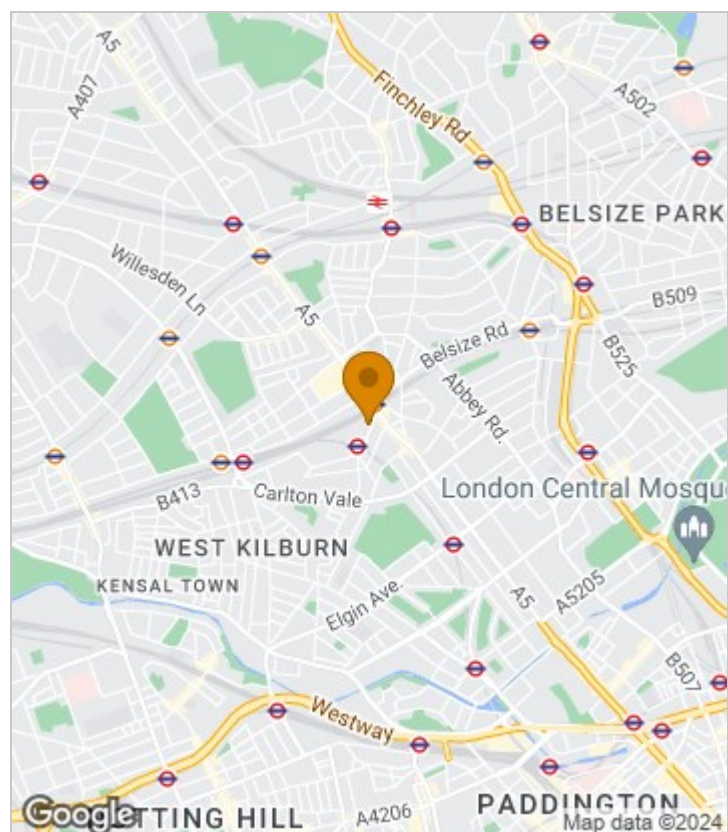 A5
A407
Finchley Rd
A502
BELSIZE PARK
Willesden Ln
A5
B509
Belsize Rd
B525
Abbey Rd.
London Central Mosque
B413
Carlton Vale
WEST KILBURN
KENSAL TOWN
Elgin Ave.
A5
A5205
B507
Westway
Google
TTING HILL
A4206
PADDINGTON
Map data ©2024